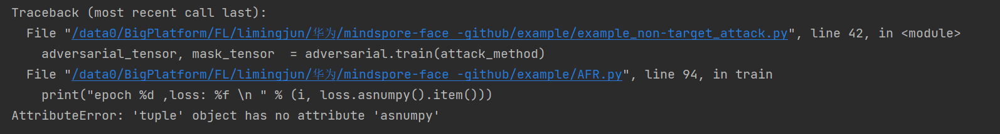 Traceback (most recent call last):
  File "/data0/BigPlatform/FL/limingjun/华为/mindspore-face -github/example/example_non-target_attack.py", line 42, in <module>
    adversarial_tensor, mask_tensor  = adversarial.train(attack_method)
  File "/data0/BigPlatform/FL/limingjun/华为/mindspore-face -github/example/AFR.py", line 94, in train
    print("epoch %d ,loss: %f \n " % (i, loss.asnumpy().item()))
AttributeError: 'tuple' object has no attribute 'asnumpy'